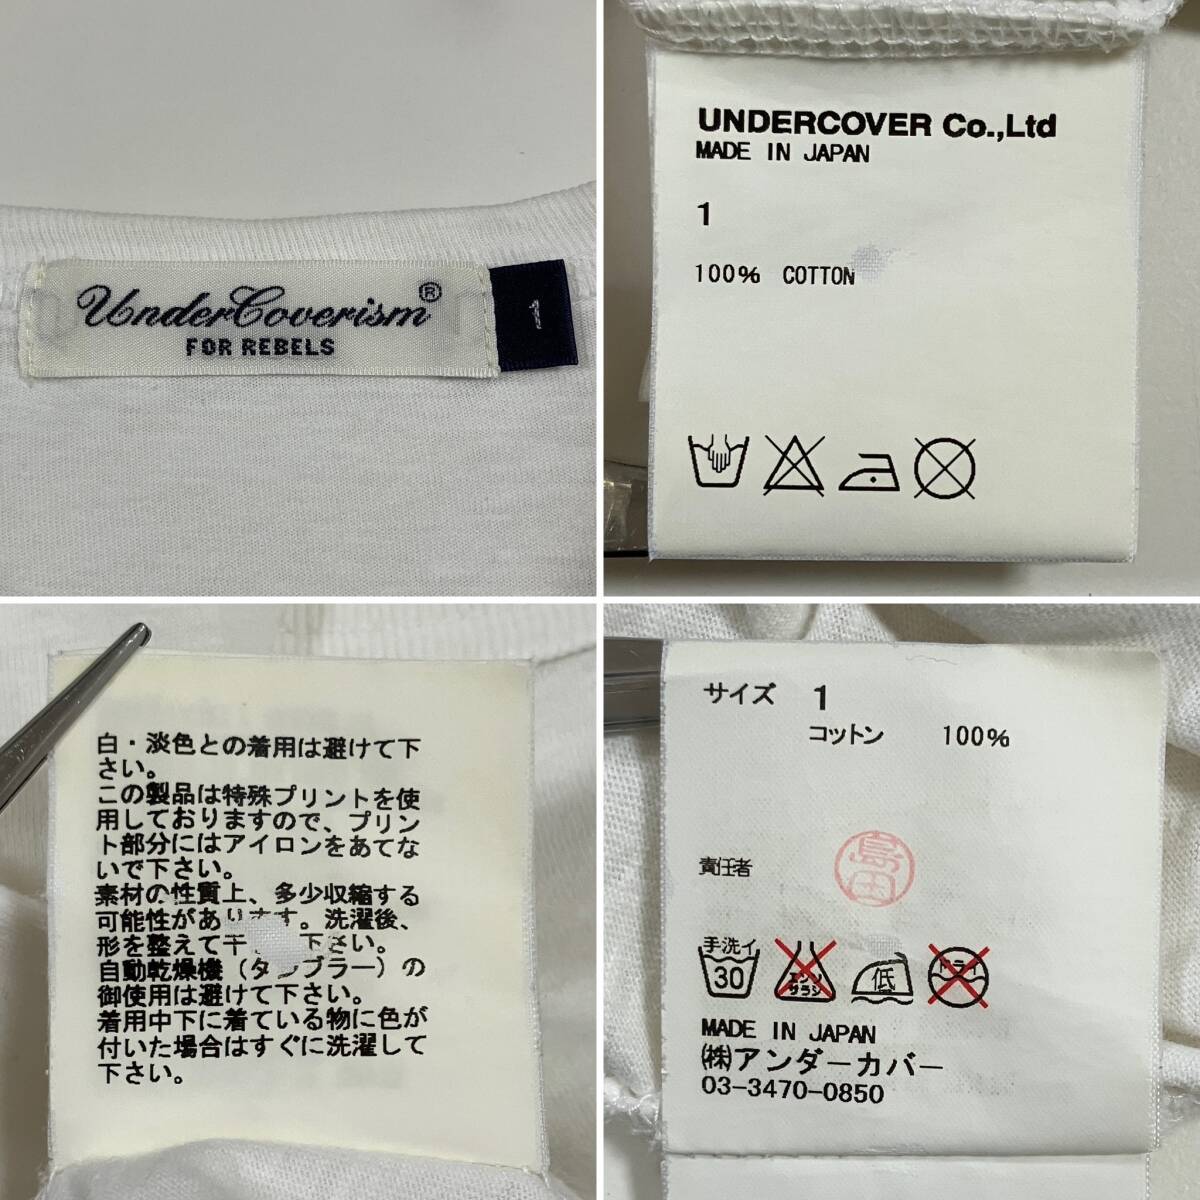 UnderCoverism®
FOR REBELS
1
UNDERCOVER Co.,Ltd
MADE IN JAPAN
1
100% COTTON
白・淡色との着用は避けて下
さい。
この製品は特殊プリントを使
用しておりますので、プリン
ト部分にはアイロンをあてな
いで下さい。
素材の性質上、多少収縮する
可能性があります。洗濯後、
形を整えて干 下さい。
自動乾燥機（タンブラー）の
御使用は避けて下さい。
着用中下に着ている物に色が
付いた場合はすぐに洗濯して
下さい。
サイズ 1
コットン 100%
責任者 島田
手洗イ 30 エンソサラシ 低 ドライ
MADE IN JAPAN
㈱アンダーカバー
03-3470-0850